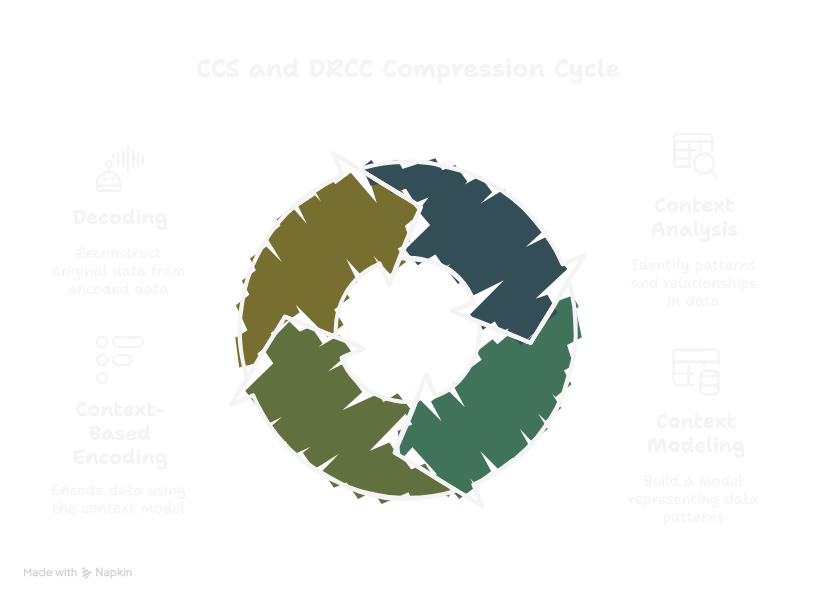 CCS and DRCC Compression Cycle
Decoding
Reconstruct
original data from
encoded data
Context
Analysis
Identify patterns
and relationships
in data
Context-
Based
Encoding
Encode data using
the context model
Context
Modeling
Build a model
representing data
patterns
Made with Napkin